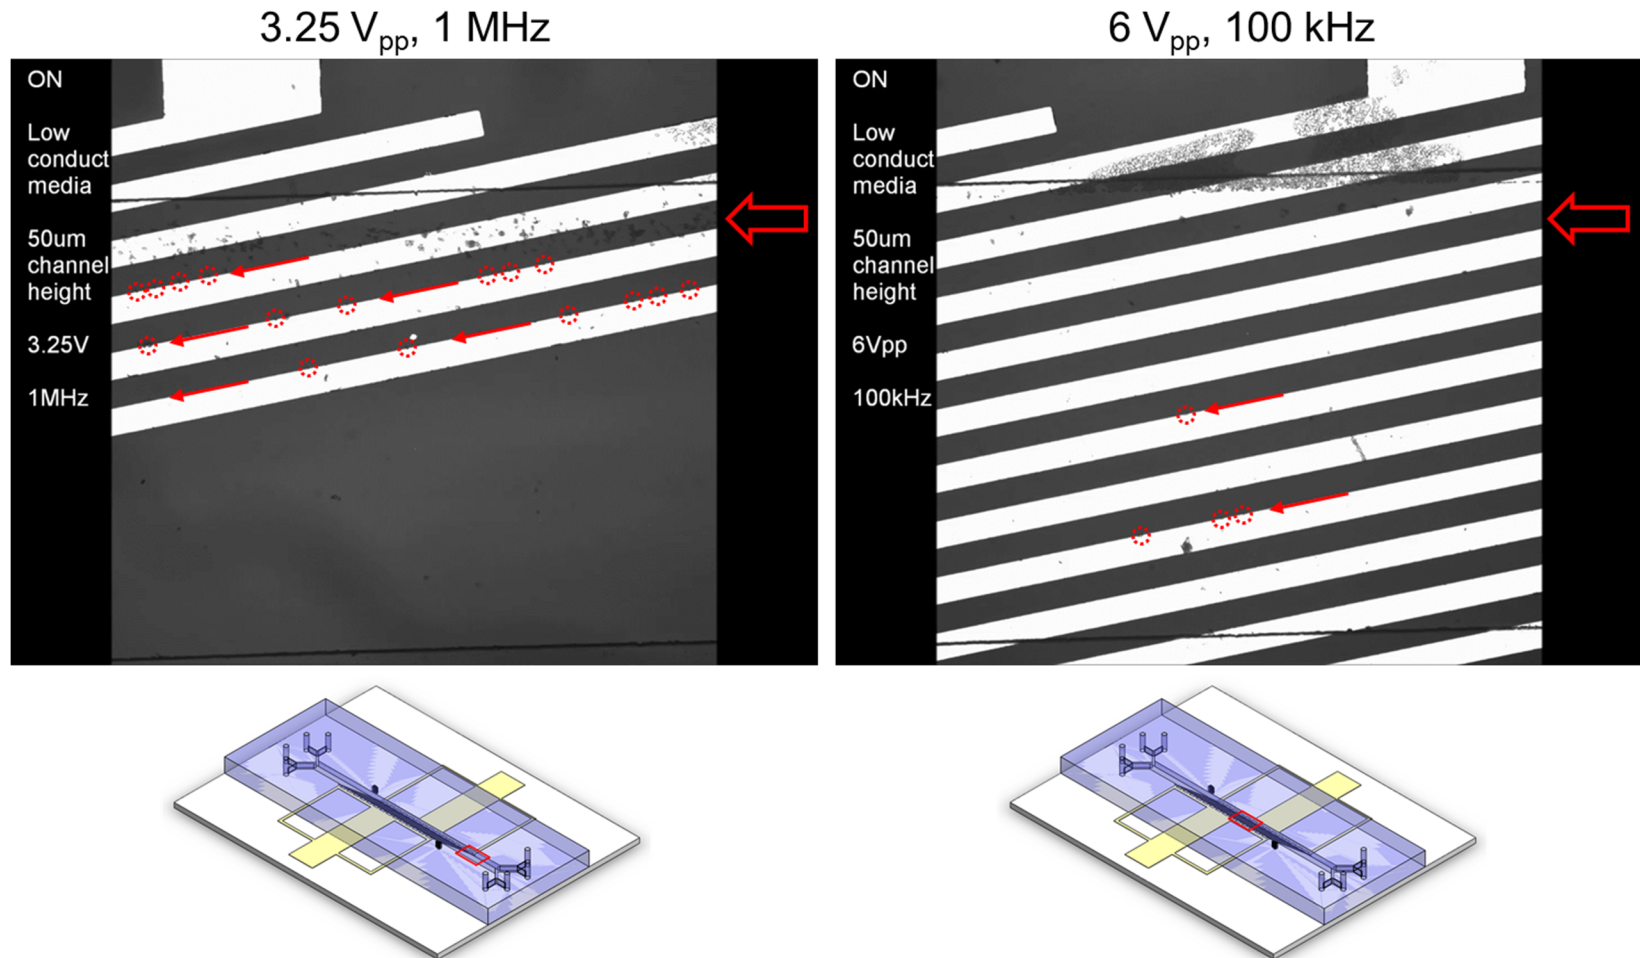 3.25 Vpp, 1 MHz
6 Vpp, 100 kHz
ON
Low
conduct
media
50um
channel
height
3.25V
1MHz
ON
Low
conduct
media
50um
channel
height
6Vpp
100kHz